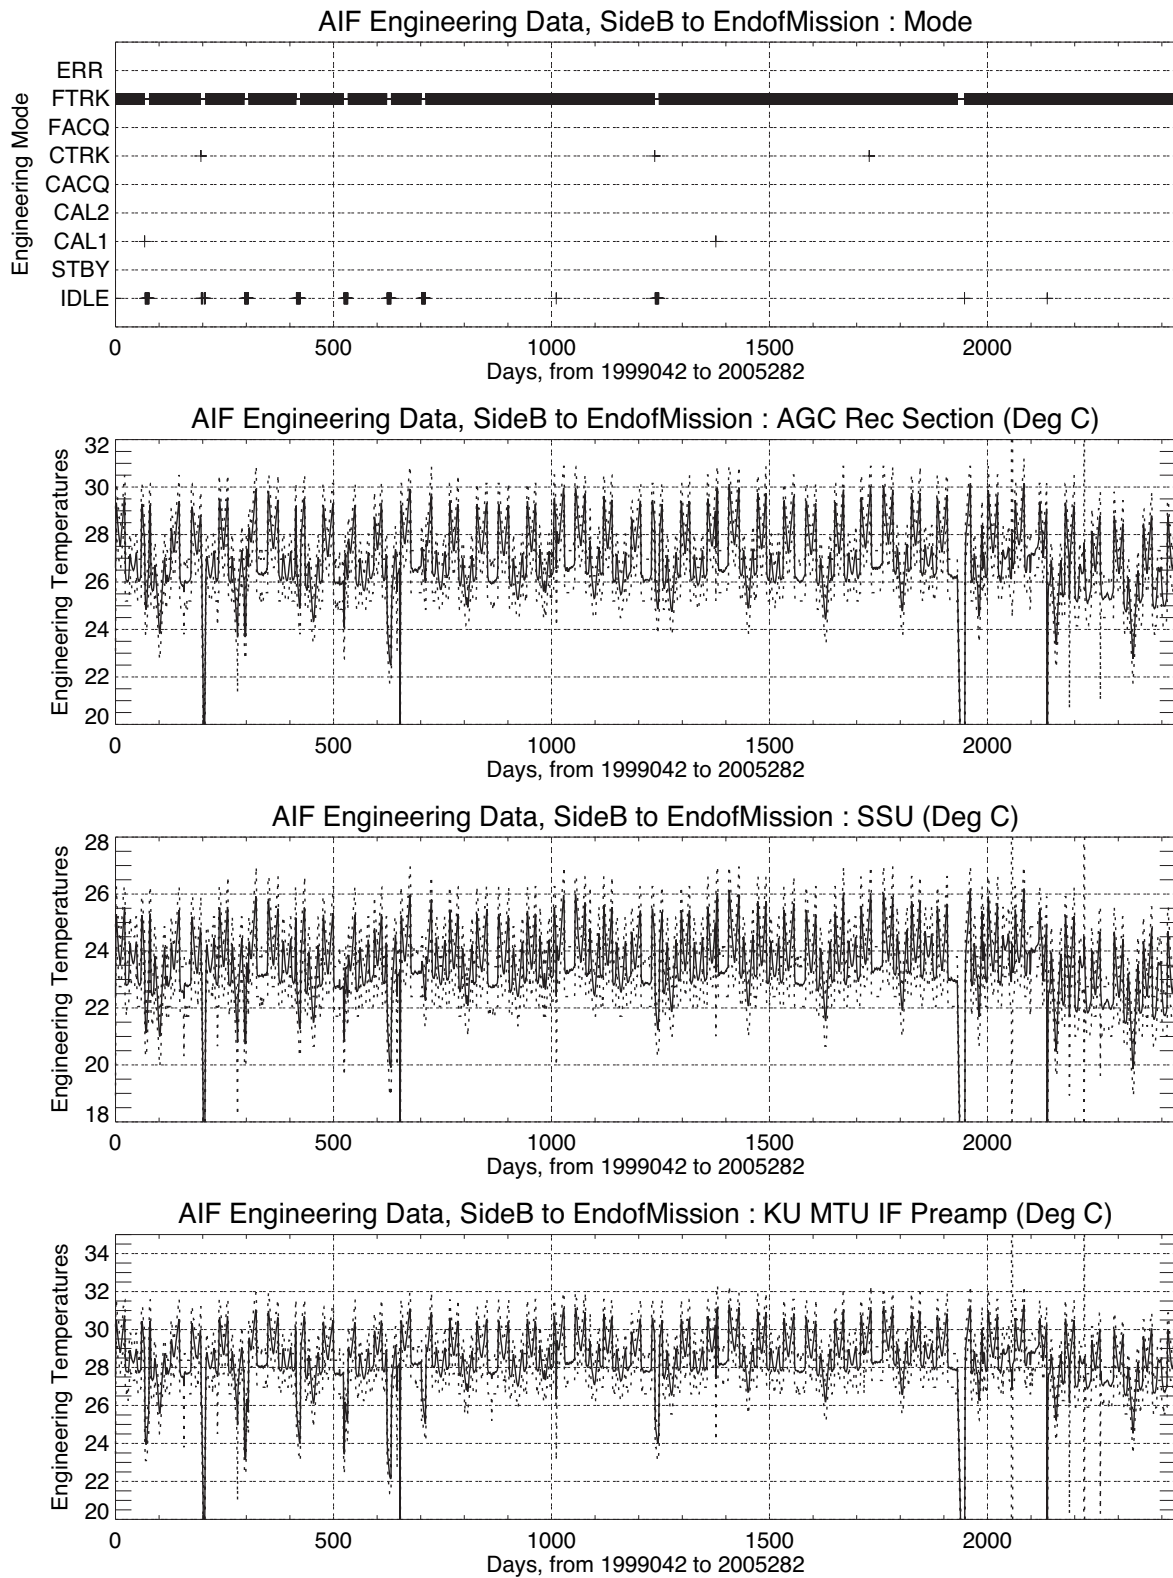 AIF Engineering Data, SideB to EndofMission : Mode
Engineering Mode
ERR
FTRK
FACQ
CTRK
CACQ
CAL2
CAL1
STBY
IDLE
0 500 1000 1500 2000
Days, from 1999042 to 2005282
AIF Engineering Data, SideB to EndofMission : AGC Rec Section (Deg C)
Engineering Temperatures
32
30
28
26
24
22
20
0 500 1000 1500 2000
Days, from 1999042 to 2005282
AIF Engineering Data, SideB to EndofMission : SSU (Deg C)
Engineering Temperatures
28
26
24
22
20
18
0 500 1000 1500 2000
Days, from 1999042 to 2005282
AIF Engineering Data, SideB to EndofMission : KU MTU IF Preamp (Deg C)
Engineering Temperatures
34
32
30
28
26
24
22
20
0 500 1000 1500 2000
Days, from 1999042 to 2005282